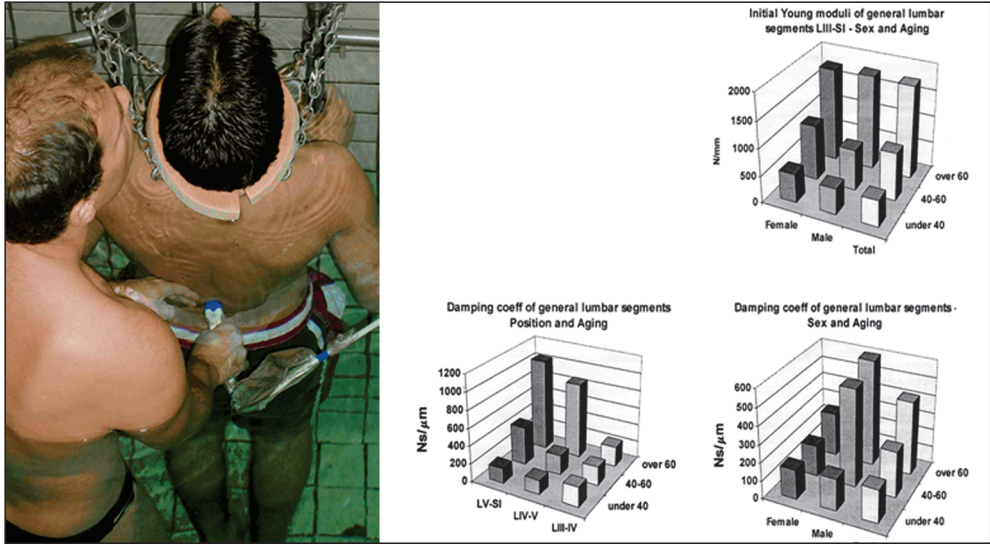 Initial Young moduli of general lumbar
segments LIII-SI - Sex and Aging
2000
1500
1000
500
0
N/mm
Female
Male
Total
under 40
40-60
over 60
Damping coeff of general lumbar segments
Position and Aging
1200
1000
800
600
400
200
0
Ns/μm
LV-SI
LIV-V
LIII-IV
under 40
40-60
over 60
Damping coeff of general lumbar segments -
Sex and Aging
600
500
400
300
200
100
0
Ns/μm
Female
Male
under 40
40-60
over 60